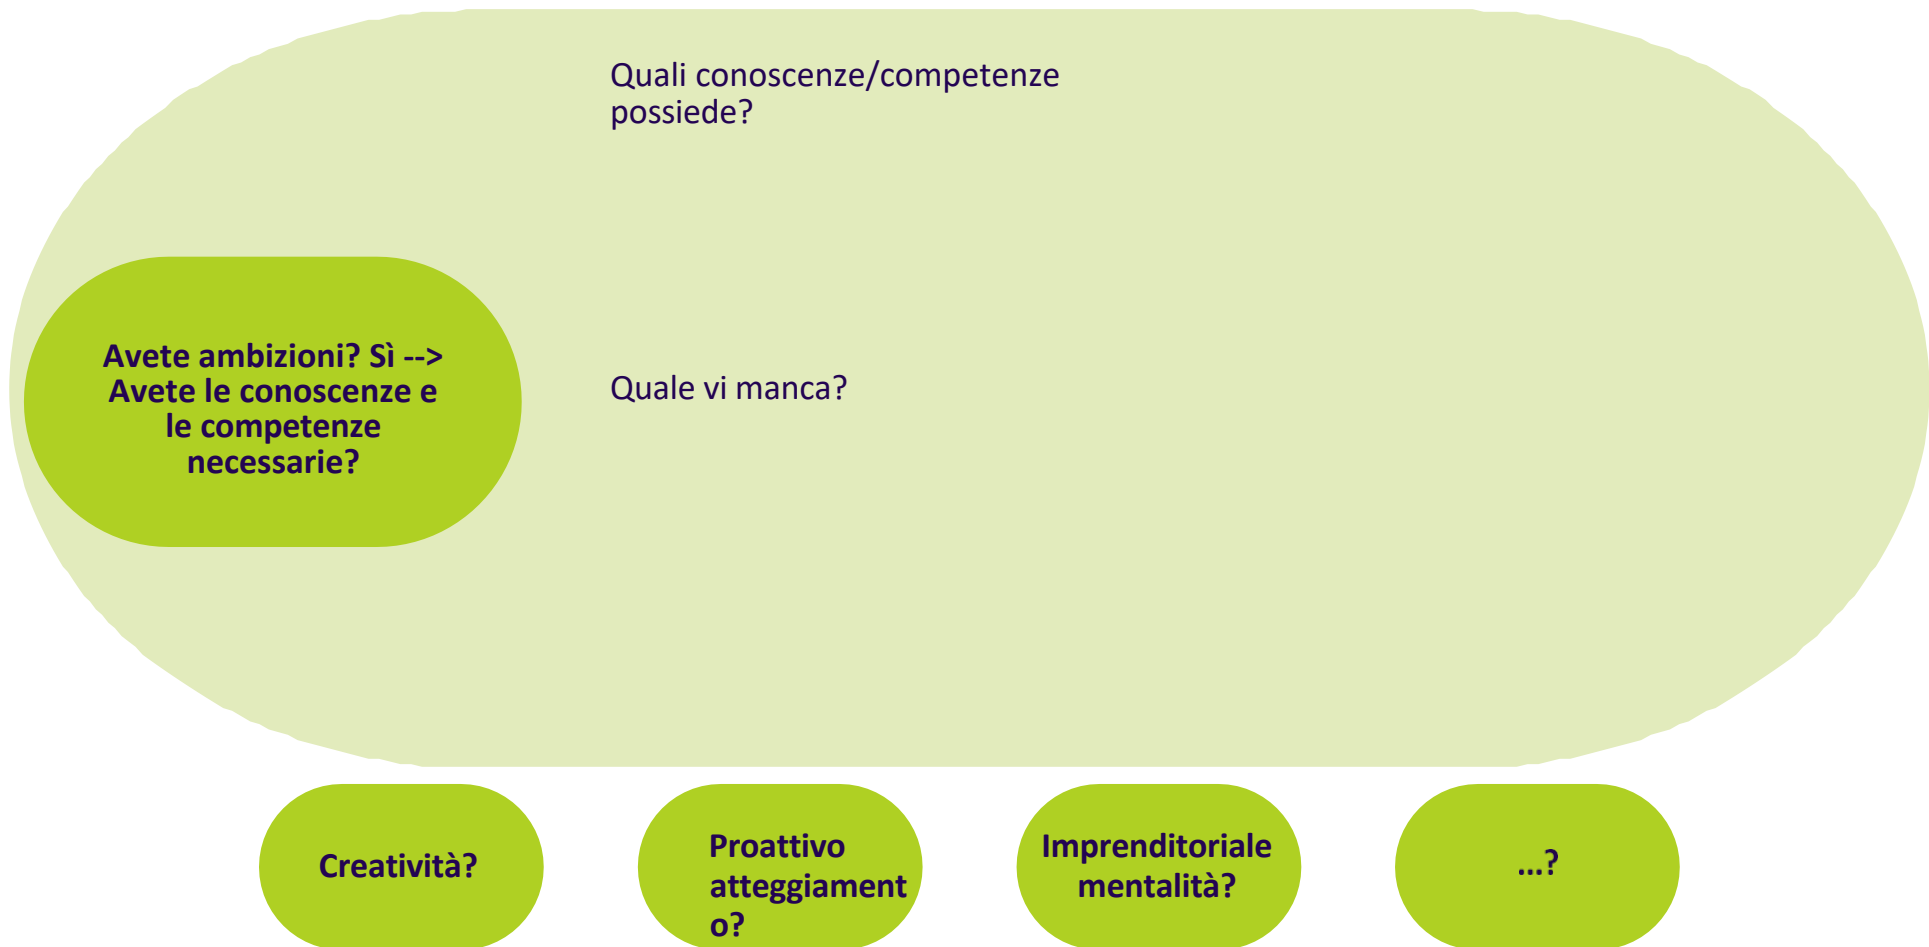 Quali conoscenze/competenze
possiede?
Avete ambizioni? Sì -->
Avete le conoscenze e
le competenze
necessarie?
Quale vi manca?
Creatività?
Proattivo
atteggiament
o?
Imprenditoriale
mentalità?
...?